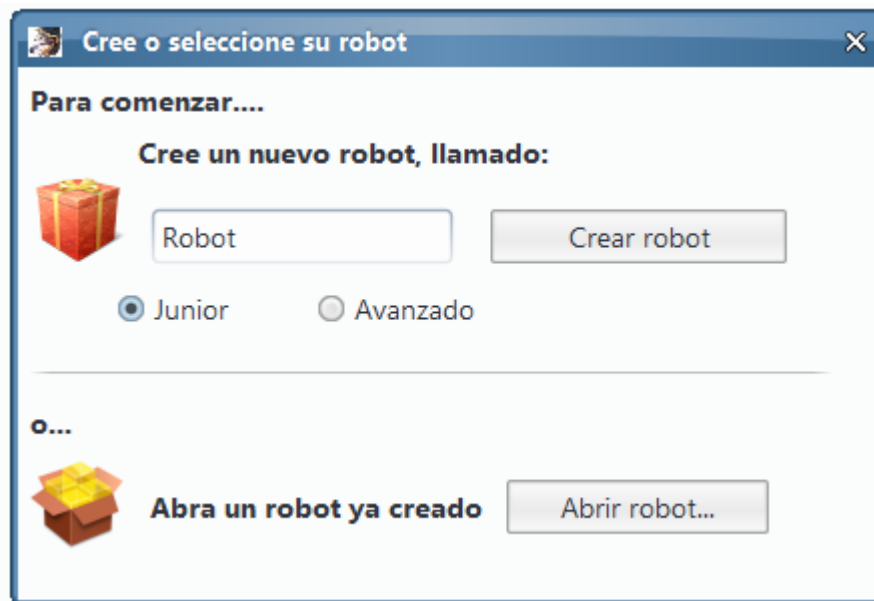 Cree o seleccione su robot
Para comenzar....
Cree un nuevo robot, llamado:
Robot
Crear robot
Junior
Avanzado
o...
Abra un robot ya creado
Abrir robot...